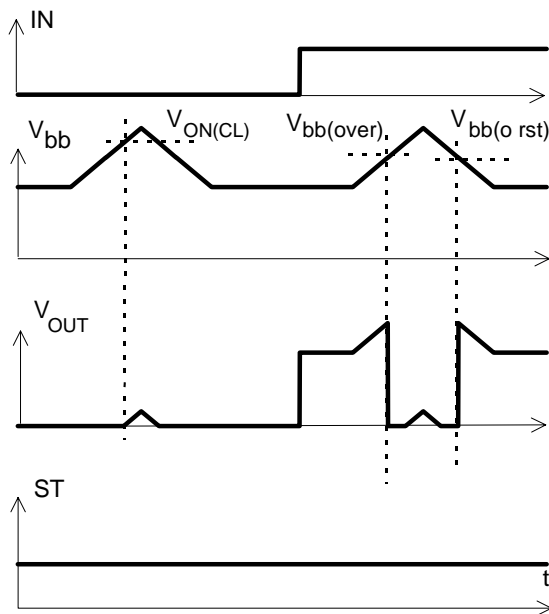 IN
Vbb
VON(CL)
Vbb(over)
Vbb(o rst)
VOUT
ST
t